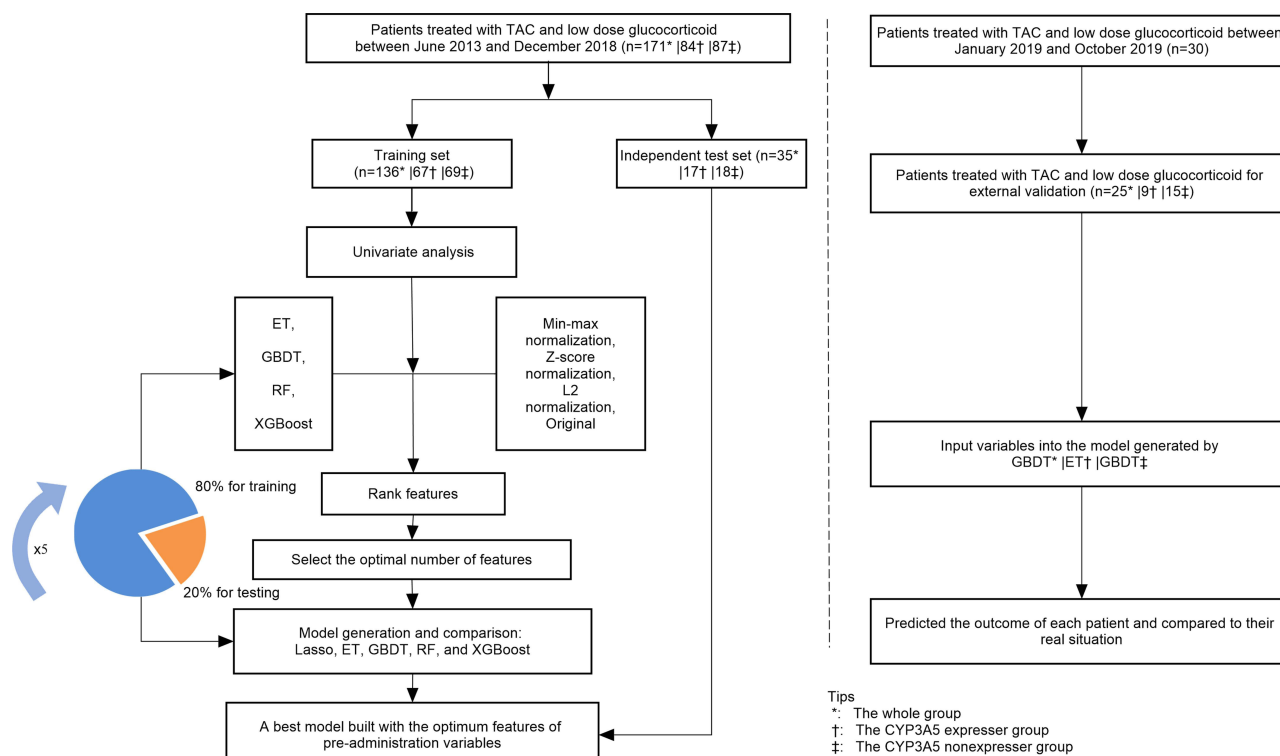 Patients treated with TAC and low dose glucocorticoid
between June 2013 and December 2018 (n=171* |84† |87‡)
Training set
(n=136* |67† |69‡)
Independent test set (n=35*
|17† |18‡)
Univariate analysis
ET,
GBDT,
RF,
XGBoost
Min-max
normalization,
Z-score
normalization,
L2
normalization,
Original
Rank features
80% for training
x5
20% for testing
Select the optimal number of features
Model generation and comparison:
Lasso, ET, GBDT, RF, and XGBoost
A best model built with the optimum features of
pre-administration variables
Patients treated with TAC and low dose glucocorticoid between
January 2019 and October 2019 (n=30)
Patients treated with TAC and low dose glucocorticoid for
external validation (n=25* |9† |15‡)
Input variables into the model generated by
GBDT* |ET† |GBDT‡
Predicted the outcome of each patient and compared to their
real situation
Tips
*: The whole group
†: The CYP3A5 expresser group
‡: The CYP3A5 nonexpresser group